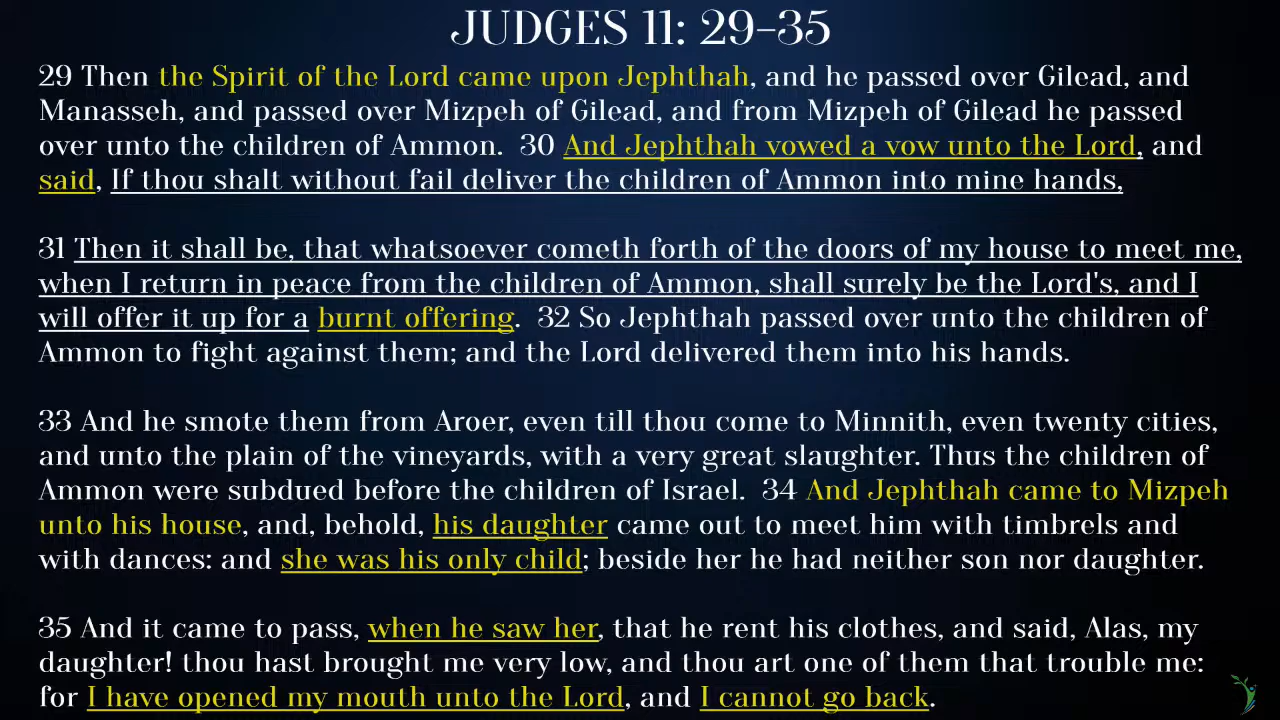 JUDGES 11: 29-35
29 Then the Spirit of the Lord came upon Jephthah, and he passed over Gilead, and
Manasseh, and passed over Mizpeh of Gilead, and from Mizpeh of Gilead he passed
over unto the children of Ammon. 30 And Jephthah vowed a vow unto the Lord, and
said, If thou shalt without fail deliver the children of Ammon into mine hands,
31 Then it shall be, that whatsoever cometh forth of the doors of my house to meet me,
when I return in peace from the children of Ammon, shall surely be the Lord's, and I
will offer it up for a burnt offering. 32 So Jephthah passed over unto the children of
Ammon to fight against them; and the Lord delivered them into his hands.
33 And he smote them from Aroer, even till thou come to Minnith, even twenty cities,
and unto the plain of the vineyards, with a very great slaughter. Thus the children of
Ammon were subdued before the children of Israel. 34 And Jephthah came to Mizpeh
unto his house, and, behold, his daughter came out to meet him with timbrels and
with dances: and she was his only child; beside her he had neither son nor daughter.
35 And it came to pass, when he saw her, that he rent his clothes, and said, Alas, my
daughter! thou hast brought me very low, and thou art one of them that trouble me:
for I have opened my mouth unto the Lord, and I cannot go back.